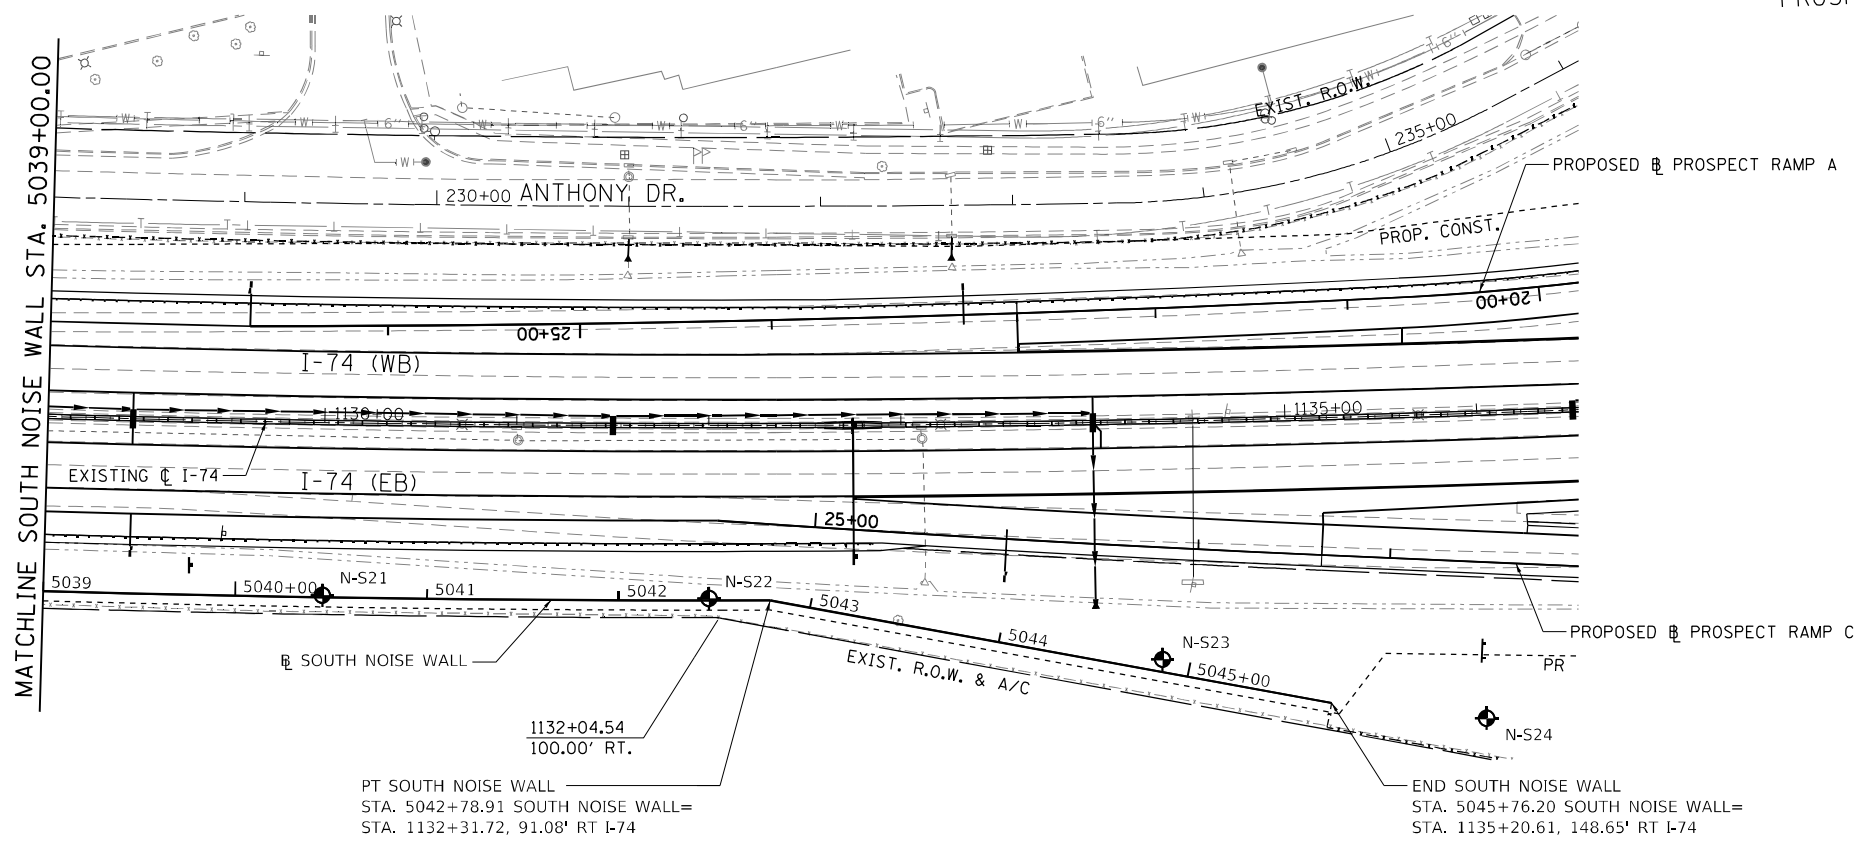 PROSP
MATCHLINE SOUTH NOISE WALL STA. 5039+00.00
W
6"
W
W
6"
W
W
6"
W
W
6"
W
EXIST. R.O.W.
235+00
230+00
ANTHONY DR.
PROPOSED ℄ PROSPECT RAMP A
PROP. CONST.
20+00
25+00
I-74 (WB)
1130+00
1135+00
EXISTING ℄ I-74
I-74 (EB)
25+00
5039
5040+00
N-S21
5041
5042
N-S22
5043
5044
N-S23
5045+00
PROPOSED ℄ PROSPECT RAMP C
PR
℄ SOUTH NOISE WALL
EXIST. R.O.W. & A/C
N-S24
1132+04.54
100.00' RT.
PT SOUTH NOISE WALL
STA. 5042+78.91 SOUTH NOISE WALL=
STA. 1132+31.72, 91.08' RT I-74
END SOUTH NOISE WALL
STA. 5045+76.20 SOUTH NOISE WALL=
STA. 1135+20.61, 148.65' RT I-74